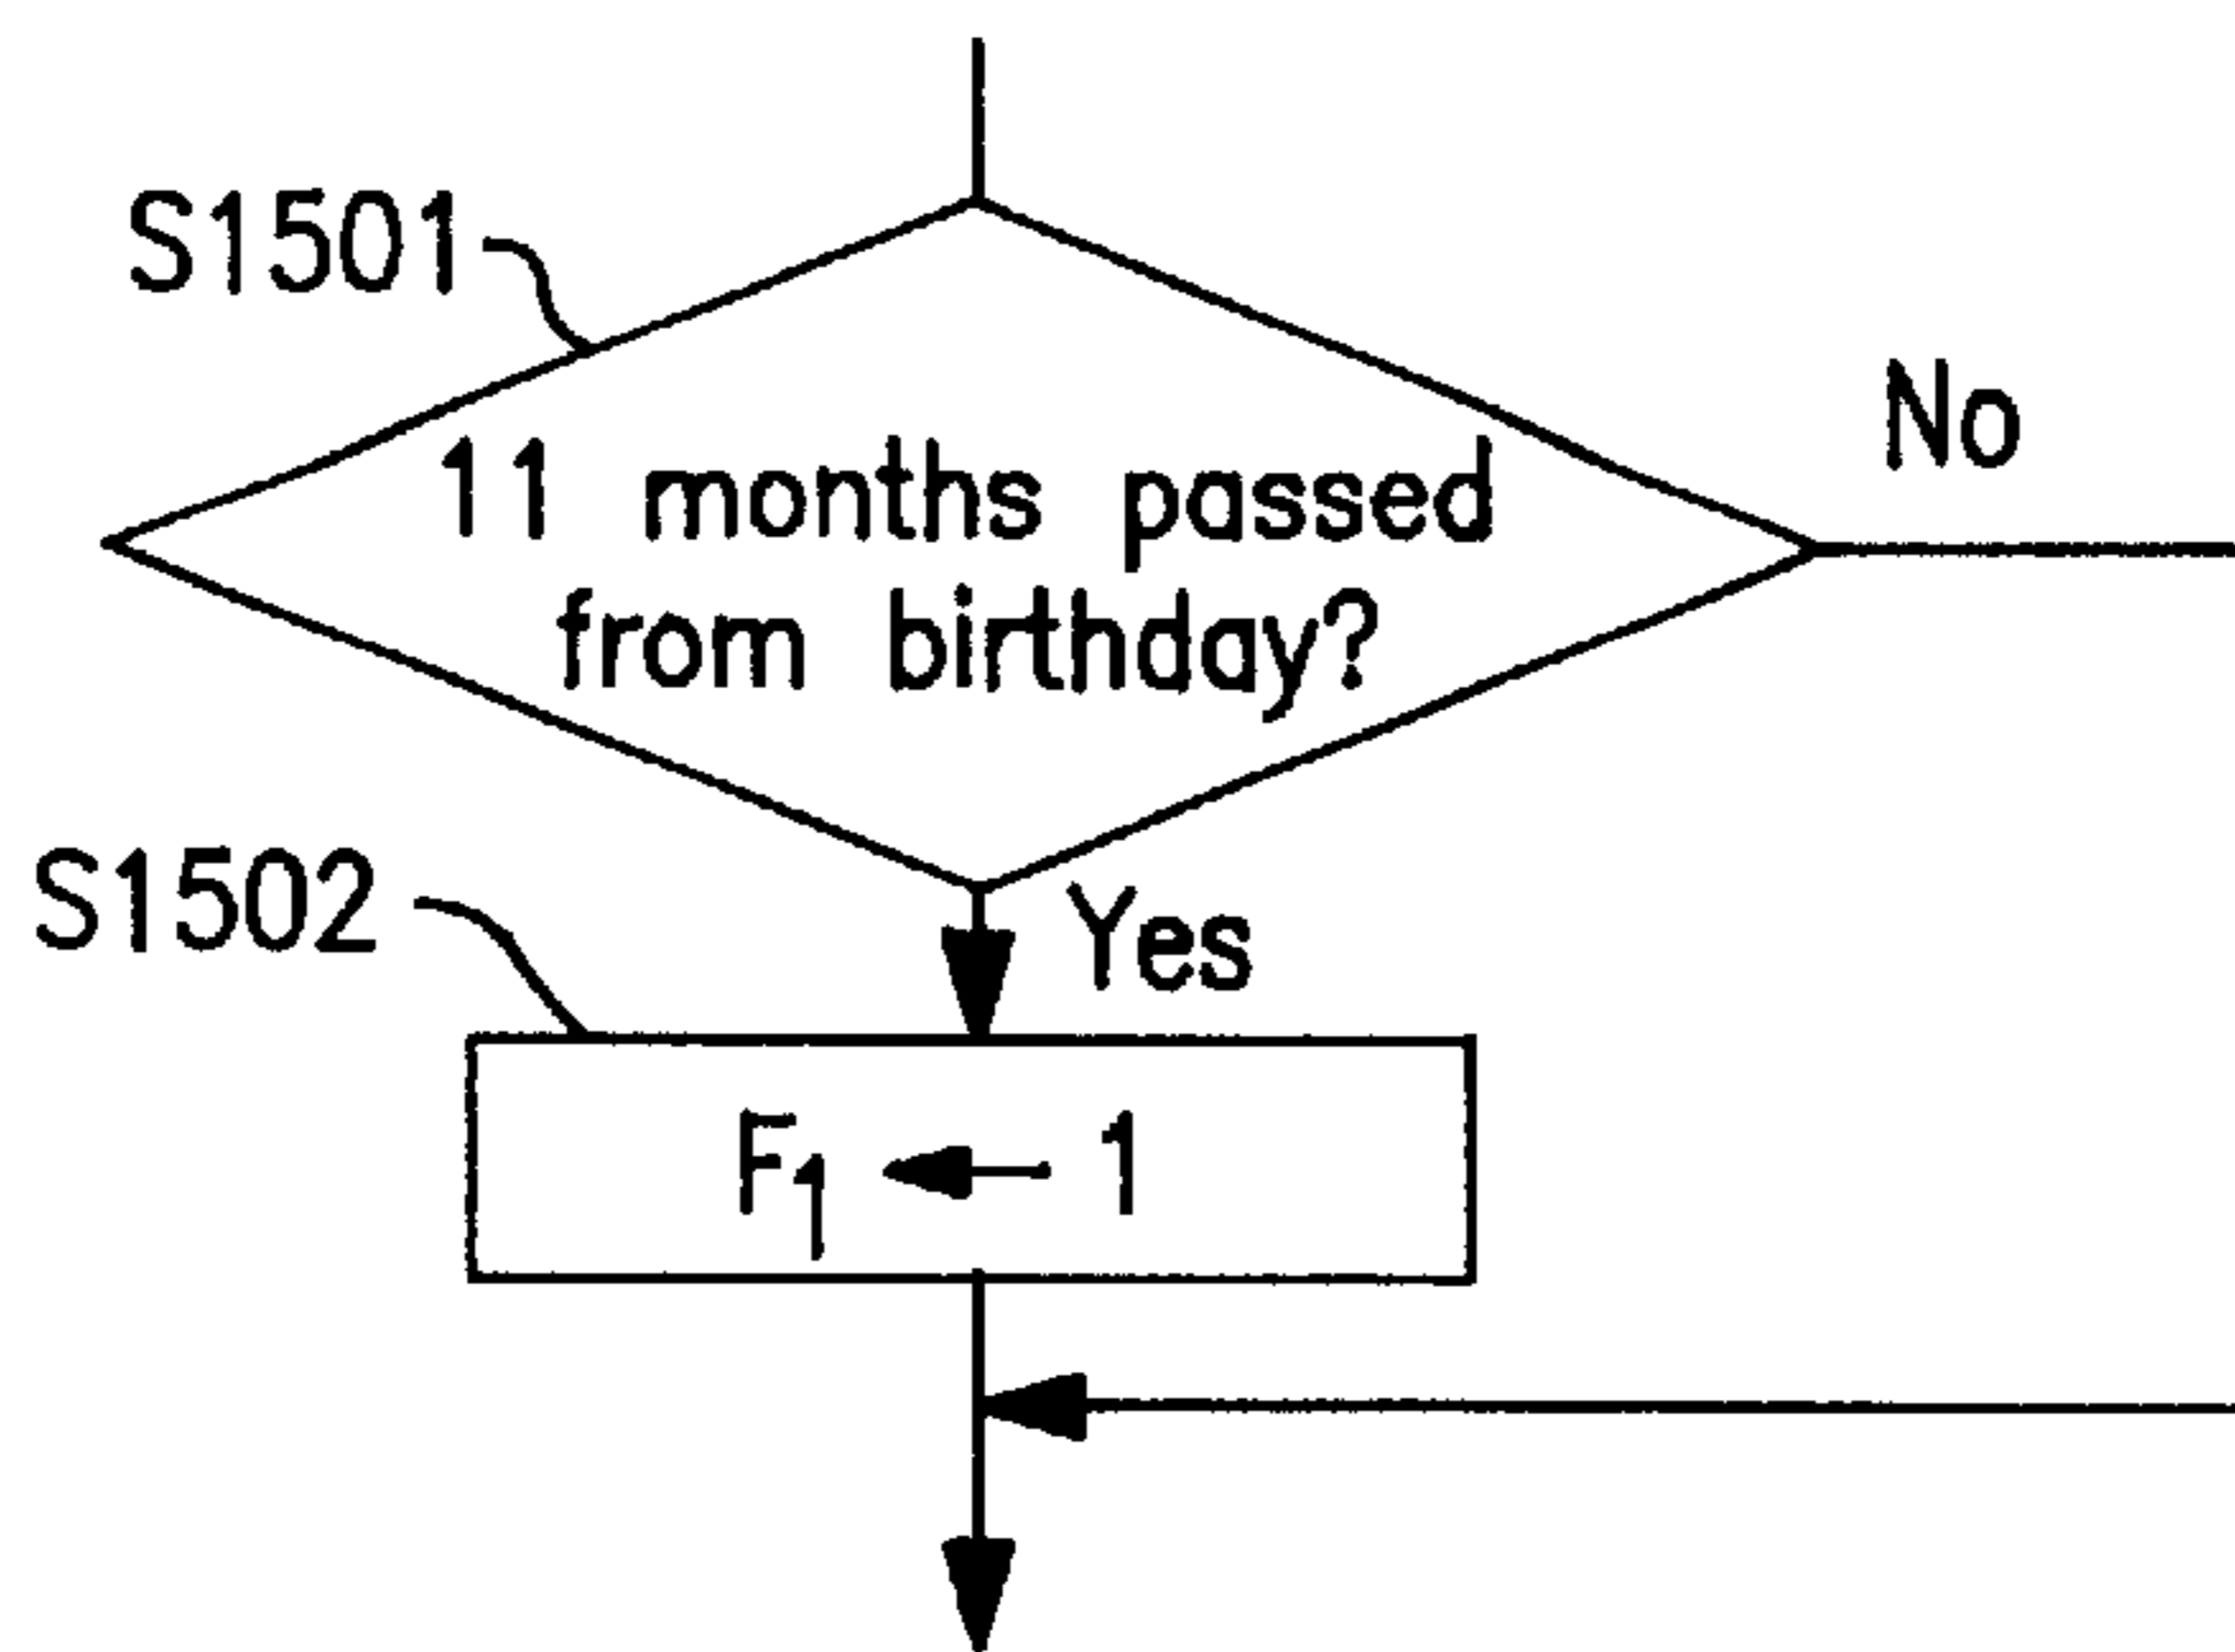 S1501
No
11 months passed
from birthday?
S1502
Yes
F₁ ← 1